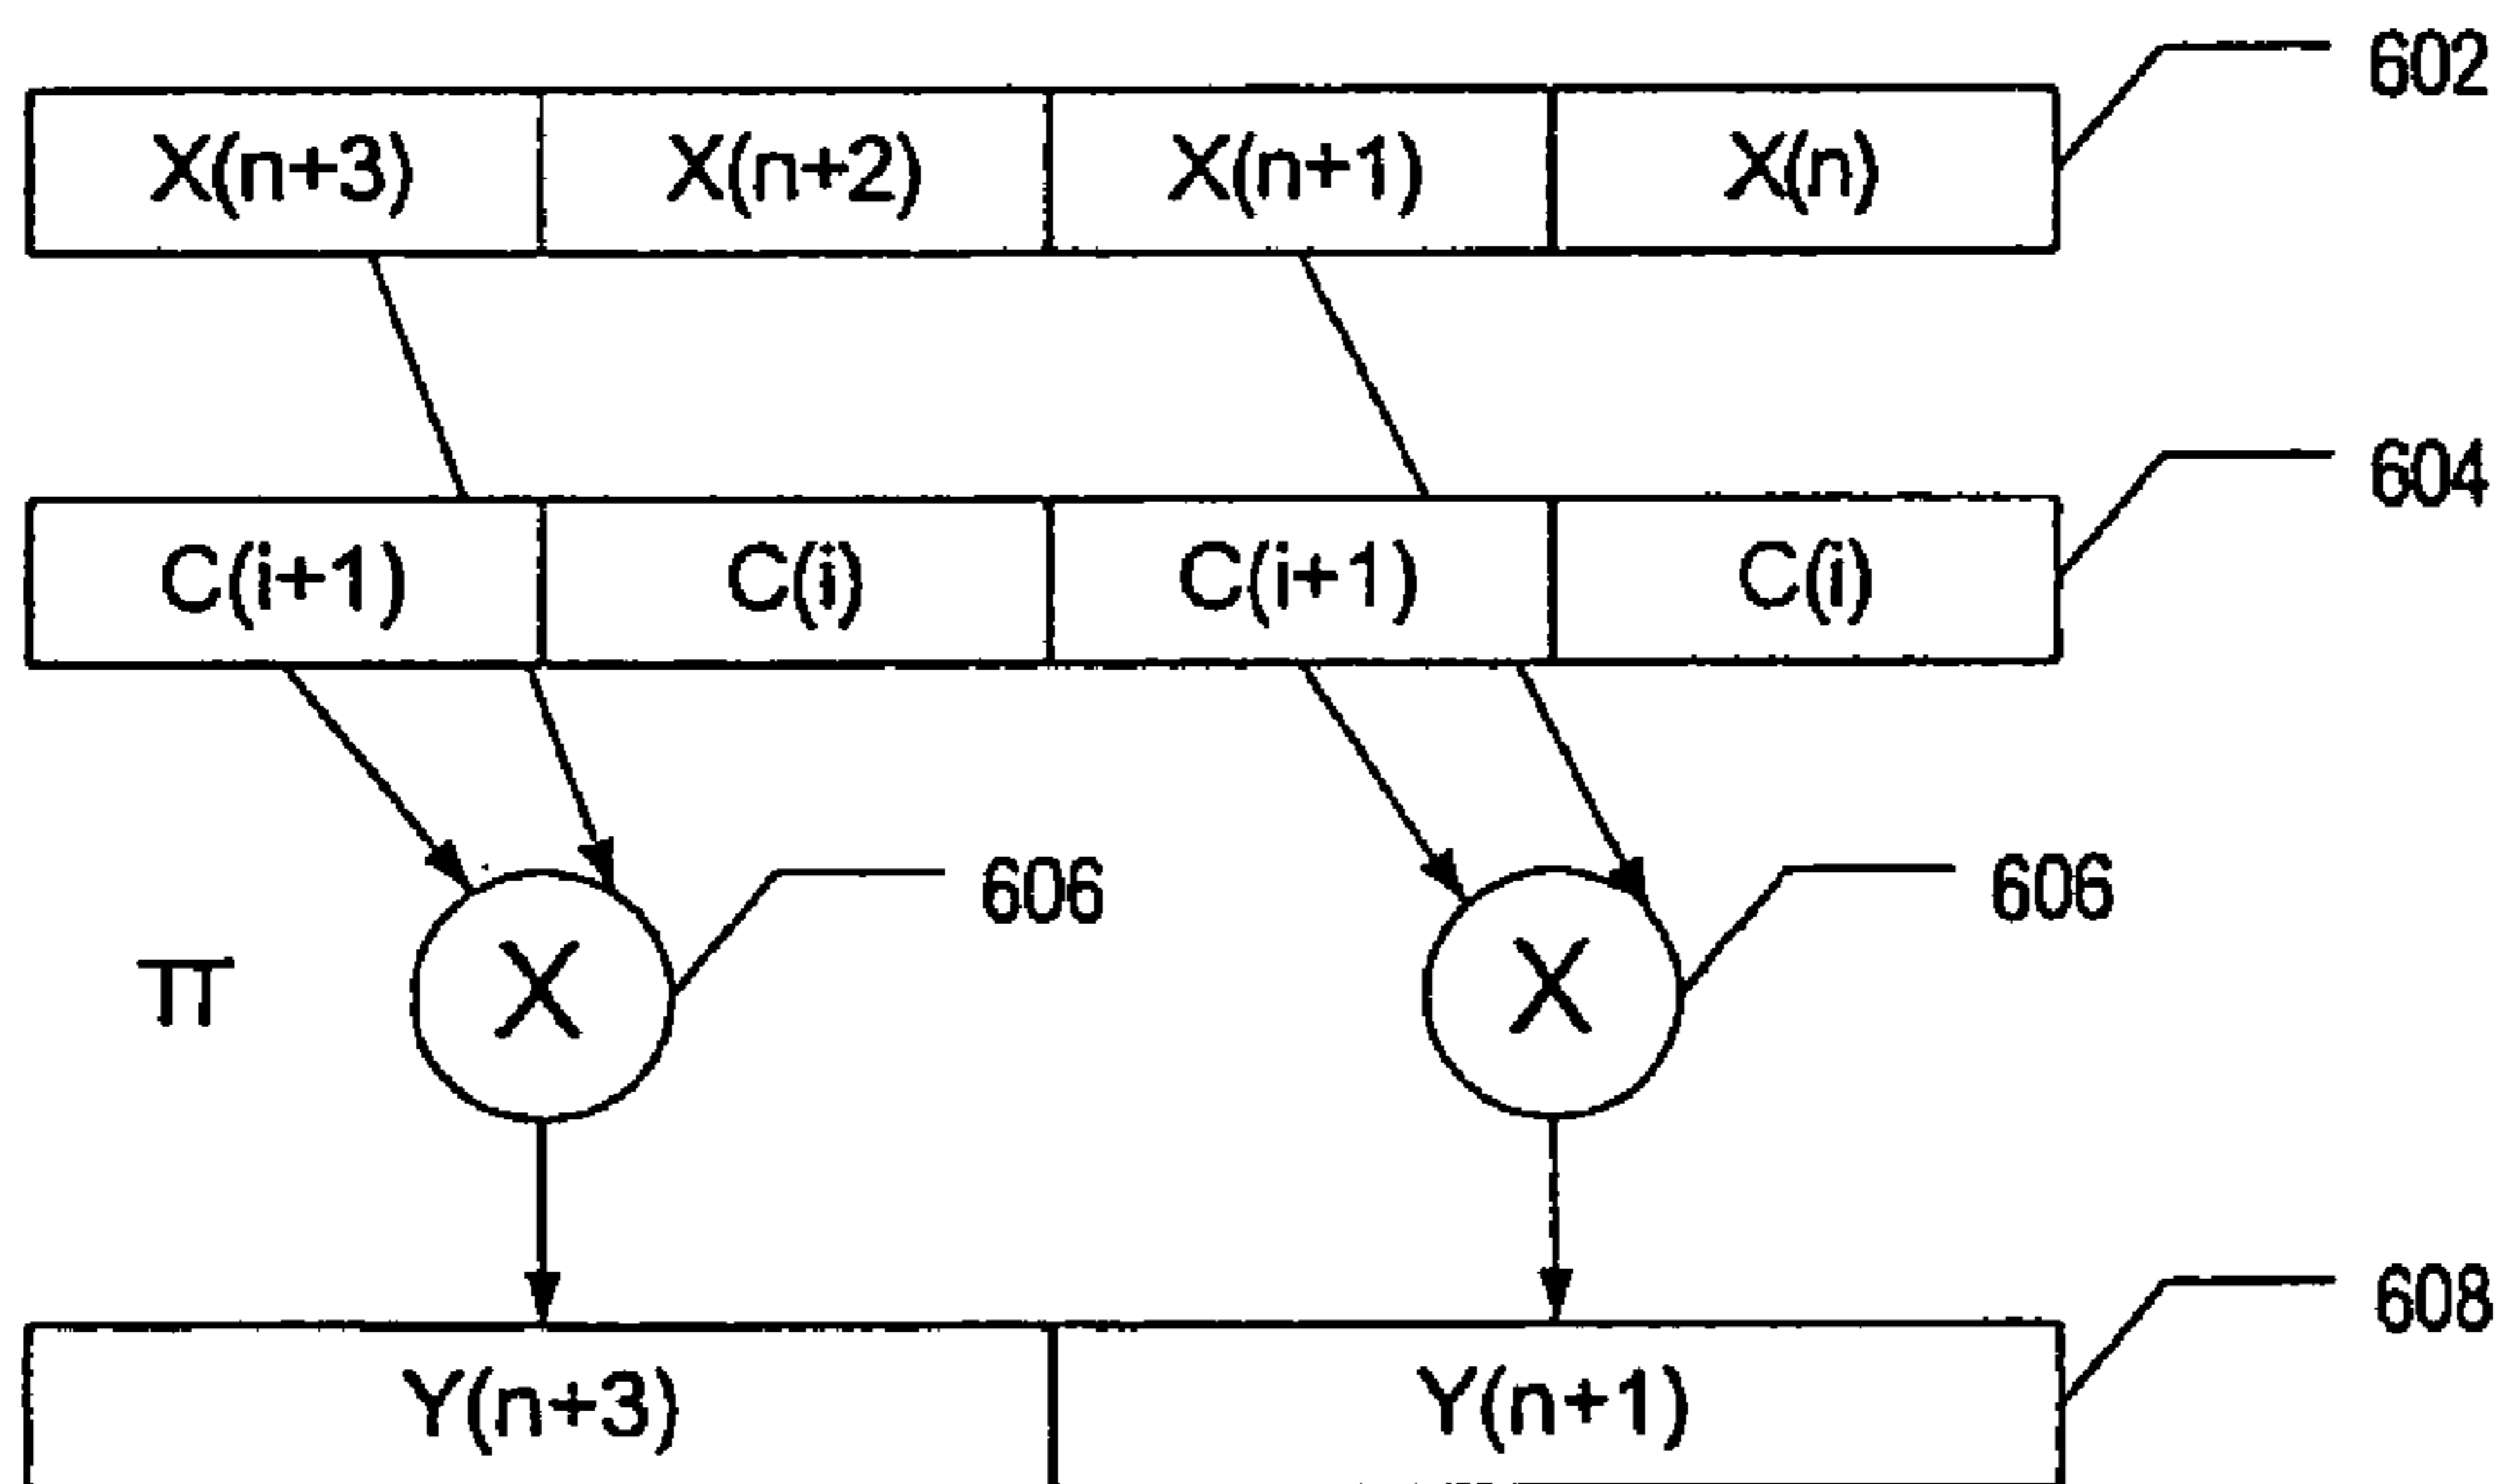 602
X(n+3) X(n+2) X(n+1) X(n)
604
C(i+1) C(i) C(i+1) C(i)
606 606
TT X X
608
Y(n+3) Y(n+1)